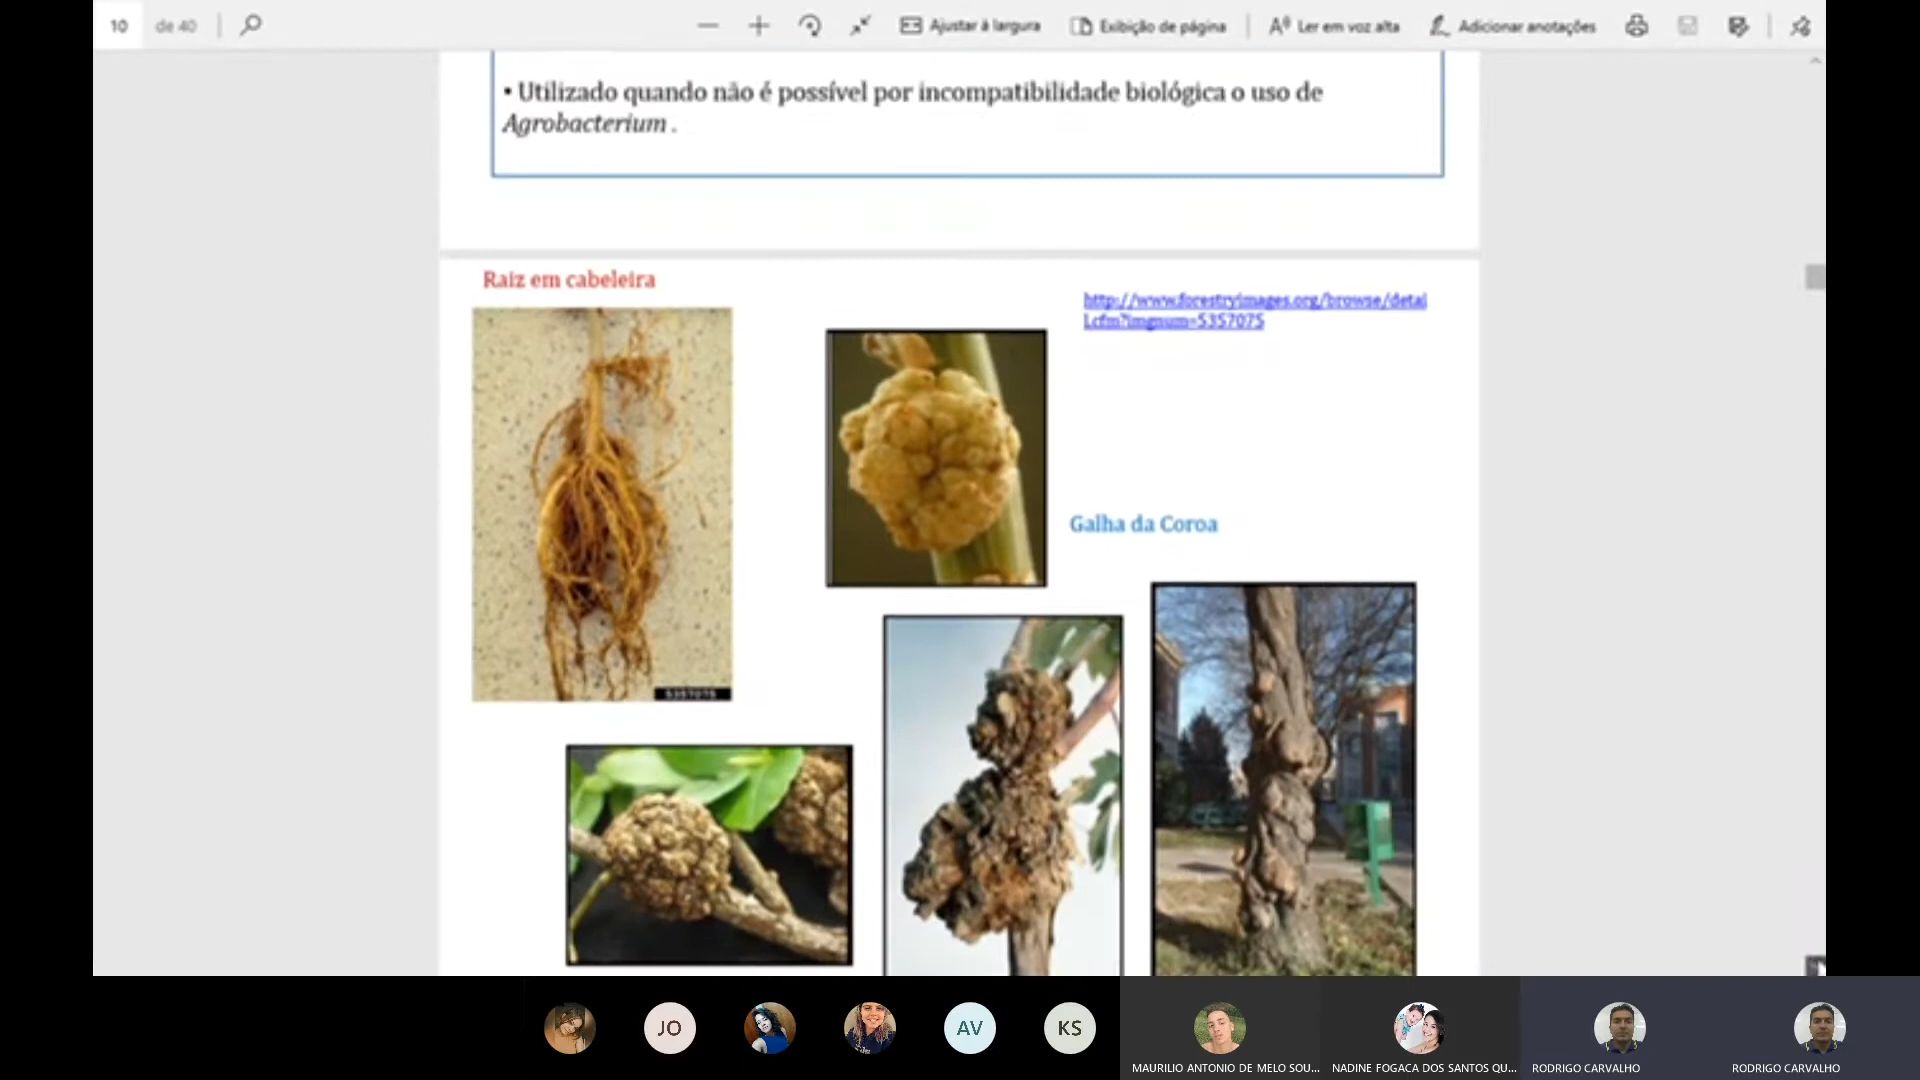 10 de 40
Ajustar à largura
Exibição de página
Ler em voz alta
Adicionar anotações
• Utilizado quando não é possível por incompatibilidade biológica o uso de
Agrobacterium .
Raiz em cabeleira
http://www.forestryimages.org/browse/detai
l.cfm?imgnum=5357075
5357075
Galha da Coroa
JO
AV
KS
MAURILIO ANTONIO DE MELO SOU...
NADINE FOGACA DOS SANTOS QU...
RODRIGO CARVALHO
RODRIGO CARVALHO